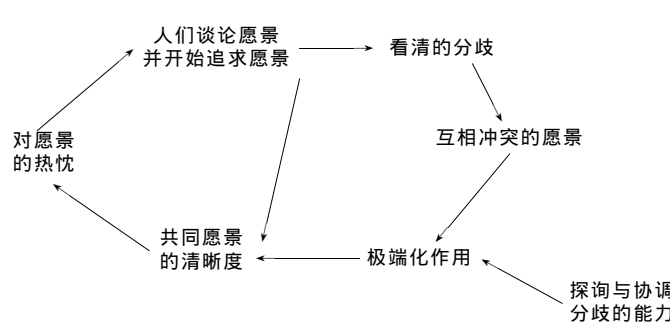 人们谈论愿景
并开始追求愿景
看清的分歧
对愿景
的热忱
互相冲突的愿景
共同愿景
的清晰度
极端化作用
探询与协调
分歧的能力